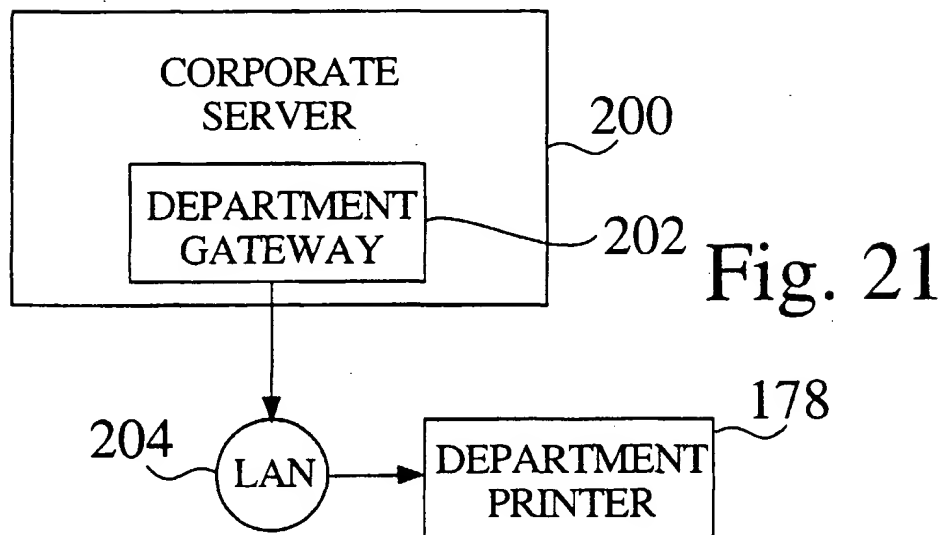 CORPORATE
SERVER
200
DEPARTMENT
GATEWAY
202
Fig. 21
204
LAN
178
DEPARTMENT
PRINTER